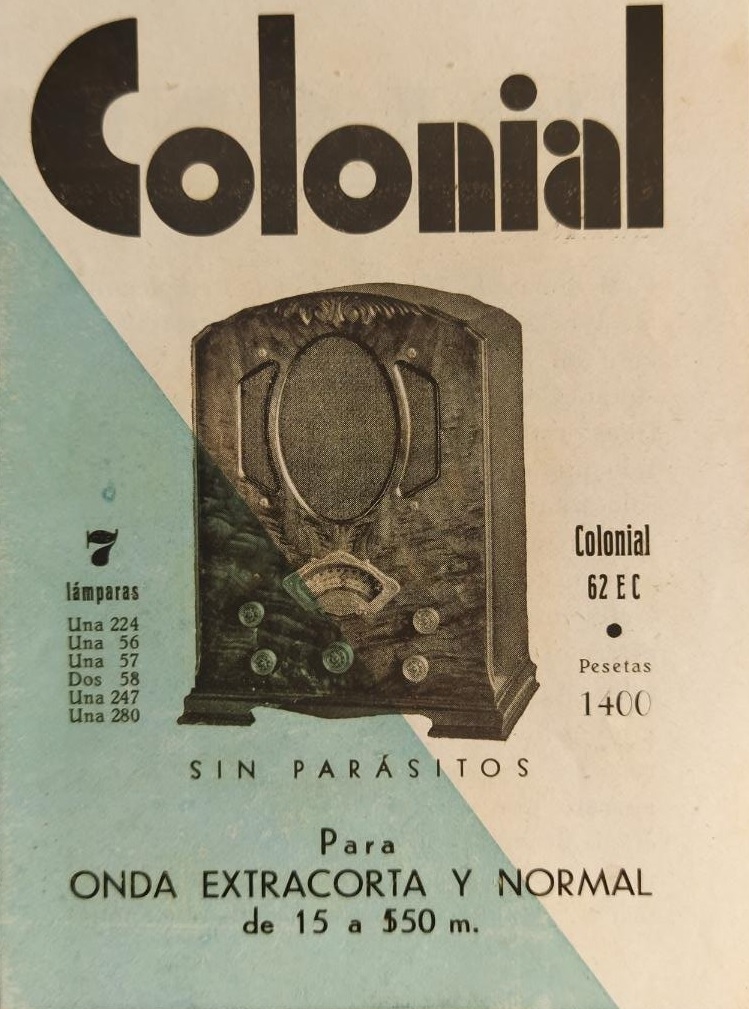 Colonial
7
lámparas
Una 224
Una 56
Una 57
Dos 58
Una 247
Una 280
Colonial
62 EC
Pesetas
1400
SIN PARÁSITOS
Para
ONDA EXTRACORTA Y NORMAL
de 15 a 550 m.